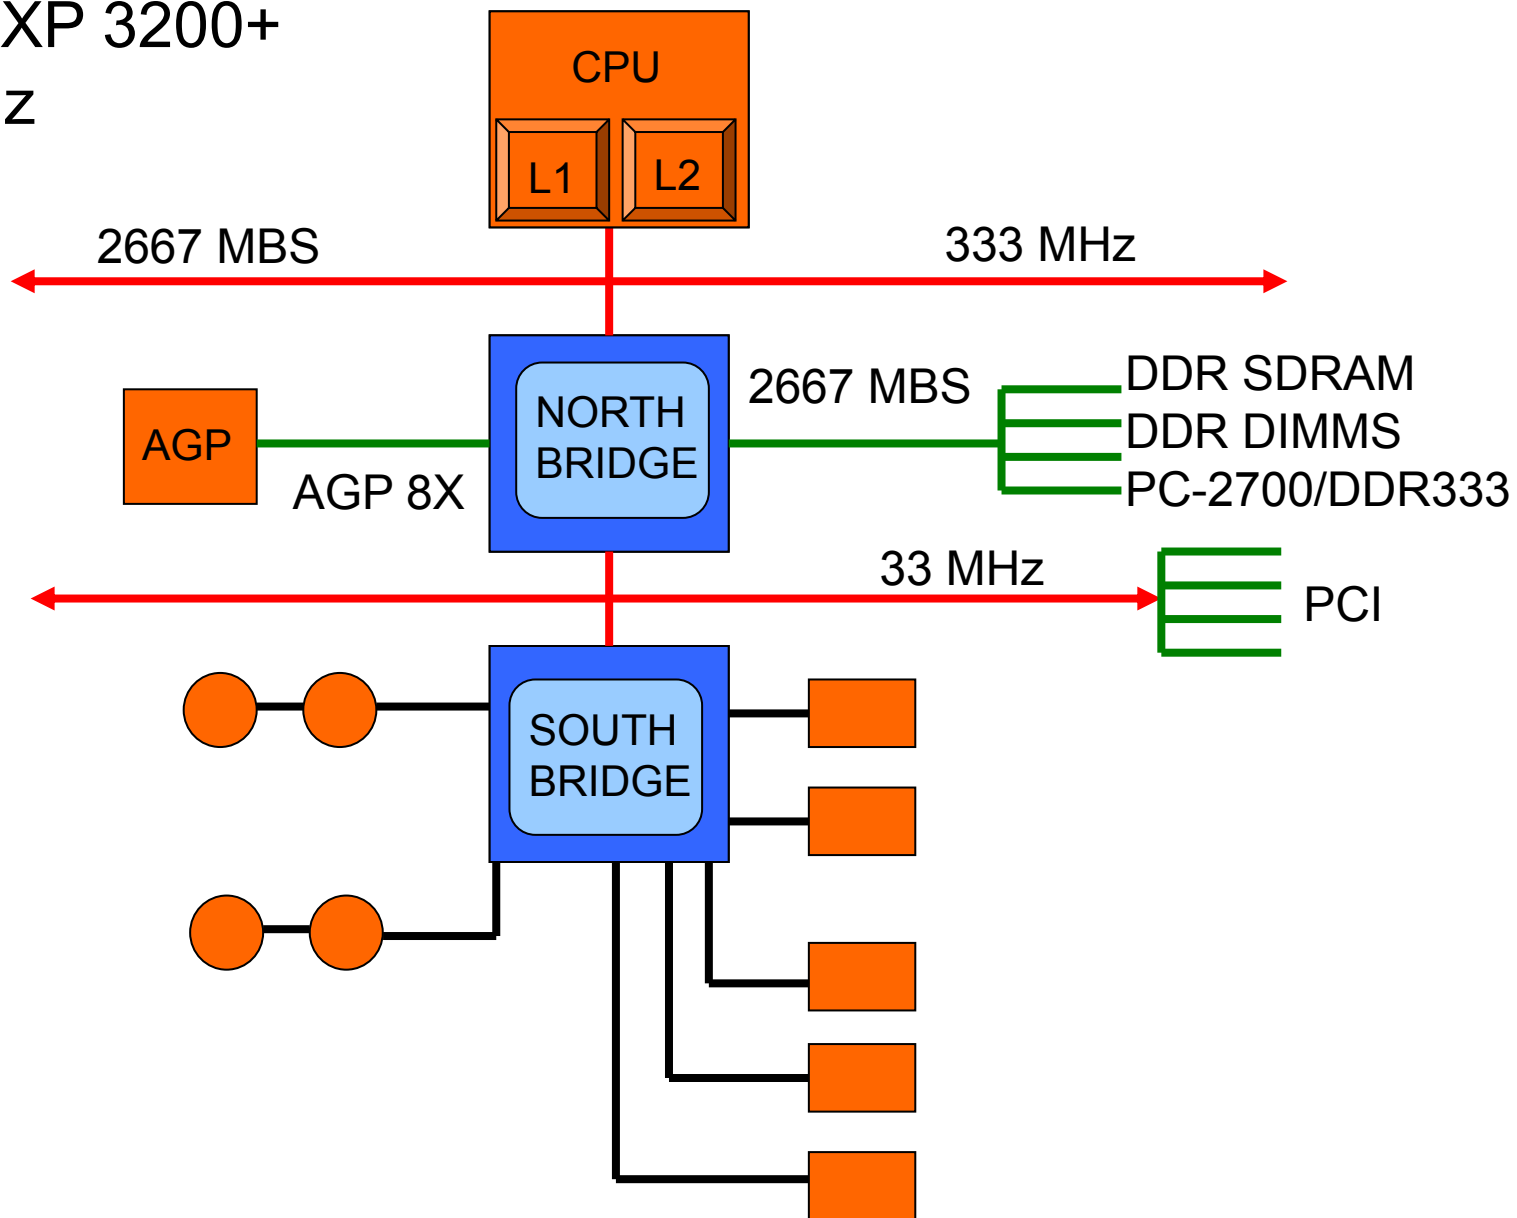 XP 3200+
z
CPU
L1
L2
2667 MBS
333 MHz
AGP
AGP 8X
NORTH
BRIDGE
2667 MBS
DDR SDRAM
DDR DIMMS
PC-2700/DDR333
33 MHz
PCI
SOUTH
BRIDGE